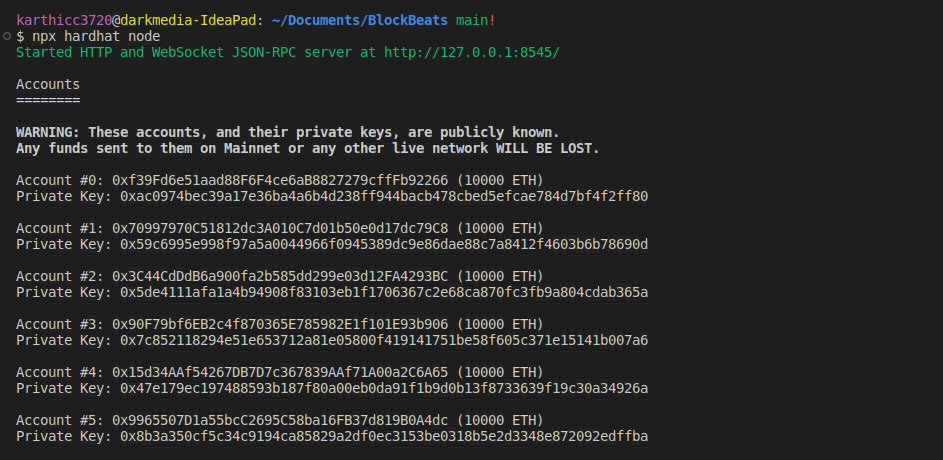 karthicc3720@darkmedia-IdeaPad: ~/Documents/BlockBeats main!
$ npx hardhat node
Started HTTP and WebSocket JSON-RPC server at http://127.0.0.1:8545/
Accounts
========
WARNING: These accounts, and their private keys, are publicly known.
Any funds sent to them on Mainnet or any other live network WILL BE LOST.
Account #0: 0xf39Fd6e51aad88F6F4ce6aB8827279cffFb92266 (10000 ETH)
Private Key: 0xac0974bec39a17e36ba4a6b4d238ff944bacb478cbed5efcae784d7bf4f2ff80
Account #1: 0x70997970C51812dc3A010C7d01b50e0d17dc79C8 (10000 ETH)
Private Key: 0x59c6995e998f97a5a0044966f0945389dc9e86dae88c7a8412f4603b6b78690d
Account #2: 0x3C44CdDdB6a900fa2b585dd299e03d12FA4293BC (10000 ETH)
Private Key: 0x5de4111afa1a4b94908f83103eb1f1706367c2e68ca870fc3fb9a804cdab365a
Account #3: 0x90F79bf6EB2c4f870365E785982E1f101E93b906 (10000 ETH)
Private Key: 0x7c852118294e51e653712a81e05800f419141751be58f605c371e15141b007a6
Account #4: 0x15d34AAf54267DB7D7c367839AAf71A00a2C6A65 (10000 ETH)
Private Key: 0x47e179ec197488593b187f80a00eb0da91f1b9d0b13f8733639f19c30a34926a
Account #5: 0x9965507D1a55bcC2695C58ba16FB37d819B0A4dc (10000 ETH)
Private Key: 0x8b3a350cf5c34c9194ca85829a2df0ec3153be0318b5e2d3348e872092edffba